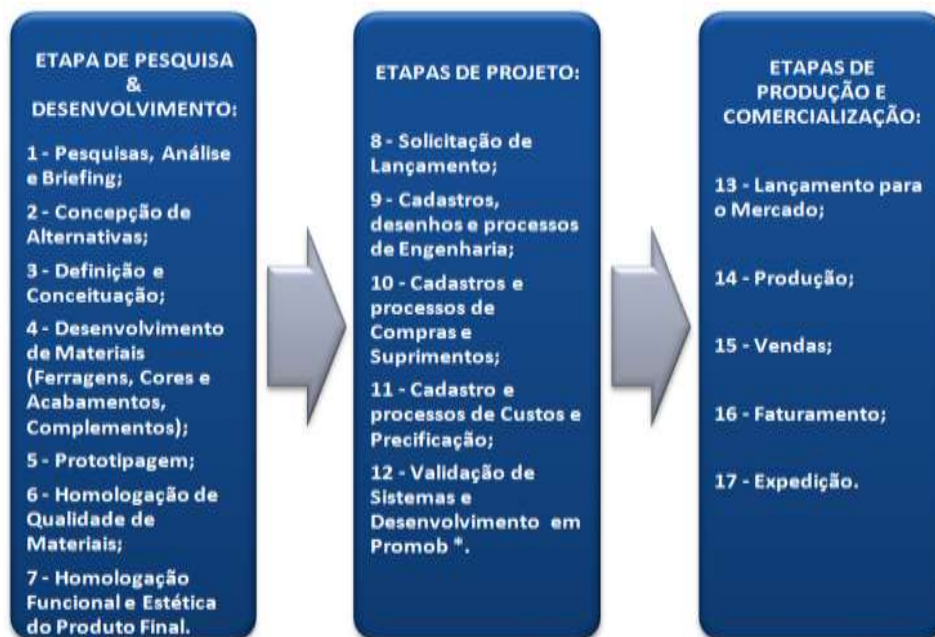 ETAPA DE PESQUISA
&
DESENVOLVIMENTO:
1 - Pesquisas, Análise
e Briefing;
2 - Concepção de
Alternativas;
3 - Definição e
Conceituação;
4 - Desenvolvimento
de Materiais
(Ferragens, Cores e
Acabamentos,
Complementos);
5 - Prototipagem;
6 - Homologação de
Qualidade de
Materiais;
7 - Homologação
Funcional e Estética
do Produto Final.
ETAPAS DE PROJETO:
8 - Solicitação de
Lançamento;
9 - Cadastros,
desenhos e processos
de Engenharia;
10 - Cadastros e
processos de
Compras e
Suprimentos;
11 - Cadastro e
processos de Custos e
Precificação;
12 - Validação de
Sistemas e
Desenvolvimento em
Promob *.
ETAPAS DE
PRODUÇÃO E
COMERCIALIZAÇÃO:
13 - Lançamento para
o Mercado;
14 - Produção;
15 - Vendas;
16 - Faturamento;
17 - Expedição.